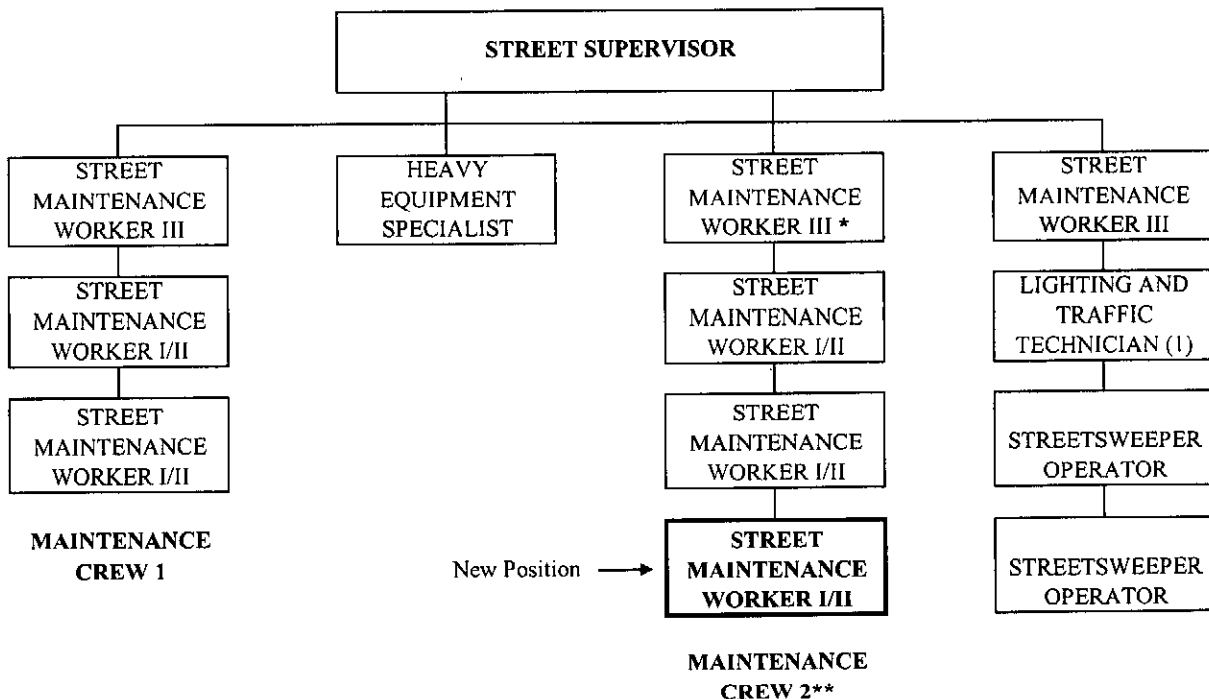 STREET SUPERVISOR
STREET
MAINTENANCE
WORKER III
STREET
MAINTENANCE
WORKER I/II
STREET
MAINTENANCE
WORKER I/II
MAINTENANCE
CREW 1
HEAVY
EQUIPMENT
SPECIALIST
STREET
MAINTENANCE
WORKER III *
STREET
MAINTENANCE
WORKER I/II
STREET
MAINTENANCE
WORKER I/II
New Position
STREET
MAINTENANCE
WORKER I/II
MAINTENANCE
CREW 2**
STREET
MAINTENANCE
WORKER III
LIGHTING AND
TRAFFIC
TECHNICIAN (1)
STREETSWEEPER
OPERATOR
STREETSWEEPER
OPERATOR